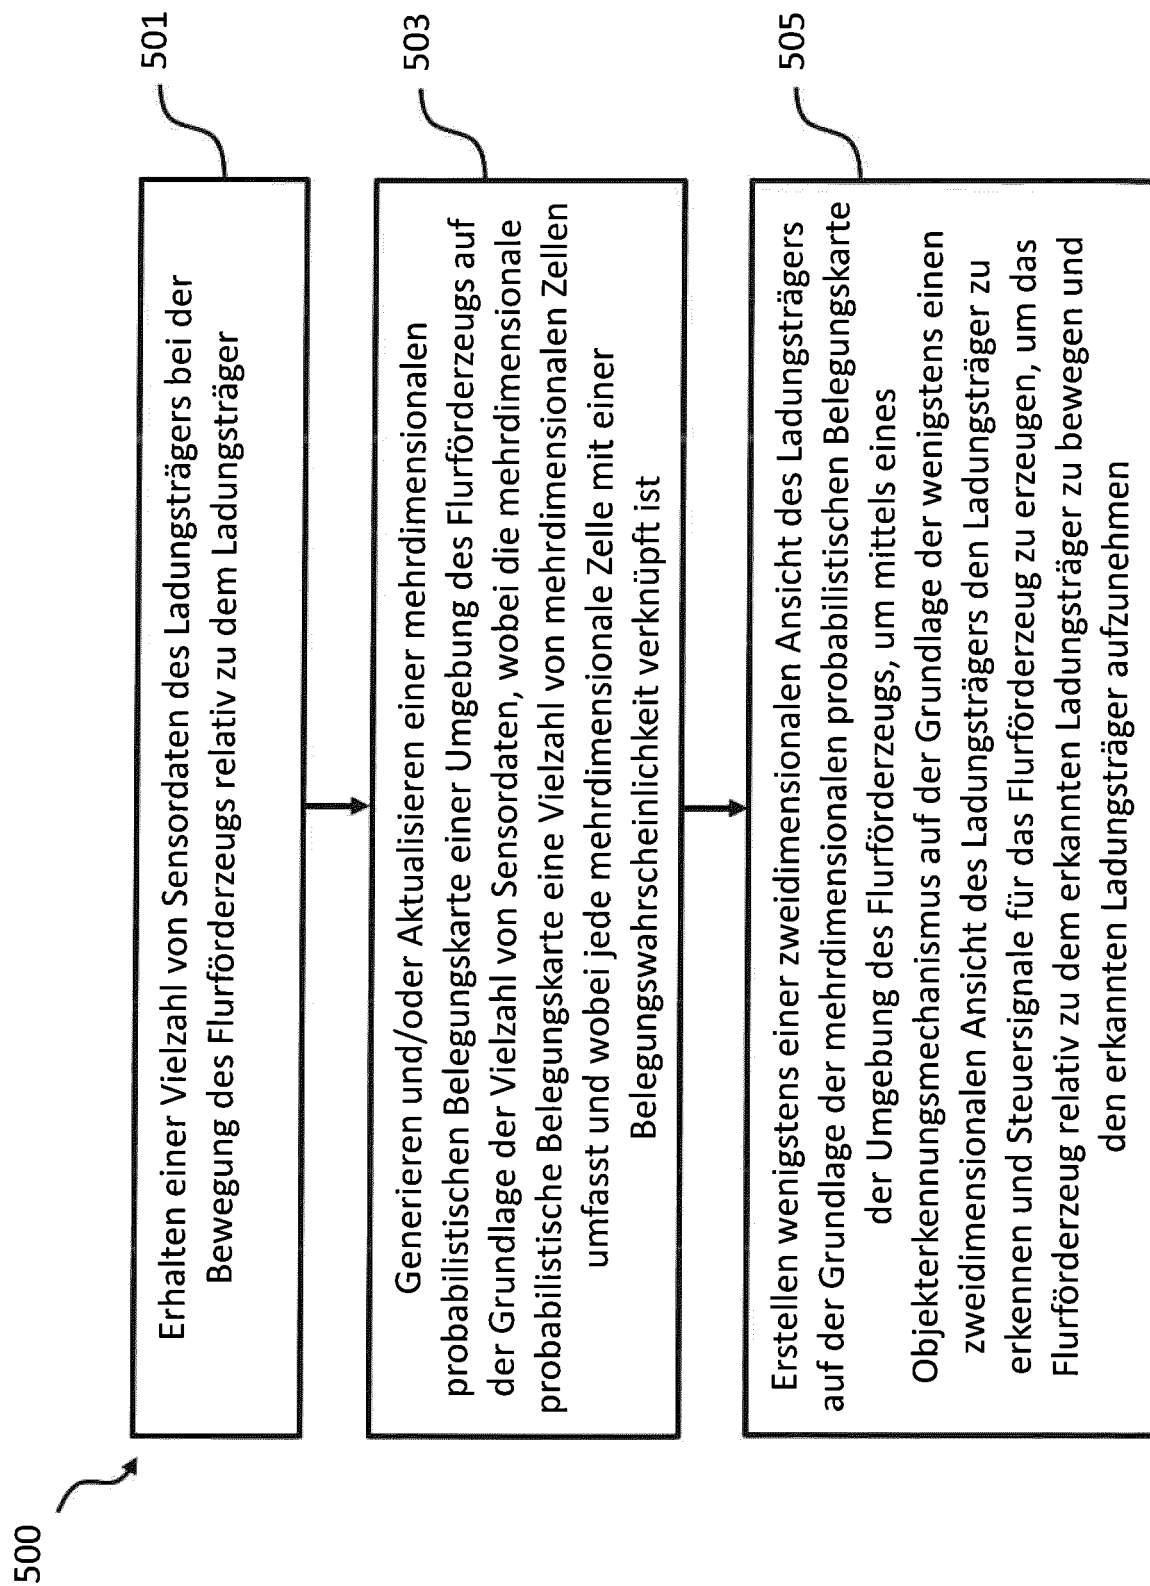 500
501
Erhalten einer Vielzahl von Sensordaten des Ladungsträgers bei der
Bewegung des Flurförderzeugs relativ zu dem Ladungsträger
503
Generieren und/oder Aktualisieren einer mehrdimensionalen
probabilistischen Belegungskarte einer Umgebung des Flurförderzeugs auf
der Grundlage der Vielzahl von Sensordaten, wobei die mehrdimensionale
probabilistische Belegungskarte eine Vielzahl von mehrdimensionalen Zellen
umfasst und wobei jede mehrdimensionale Zelle mit einer
Belegungswahrscheinlichkeit verknüpft ist
505
Erstellen wenigstens einer zweidimensionalen Ansicht des Ladungsträgers
auf der Grundlage der mehrdimensionalen probabilistischen Belegungskarte
der Umgebung des Flurförderzeugs, um mittels eines
Objekterkennungsmechanismus auf der Grundlage der wenigstens einen
zweidimensionalen Ansicht des Ladungsträgers den Ladungsträger zu
erkennen und Steuersignale für das Flurförderzeug zu erzeugen, um das
Flurförderzeug relativ zu dem erkannten Ladungsträger zu bewegen und
den erkannten Ladungsträger aufzunehmen